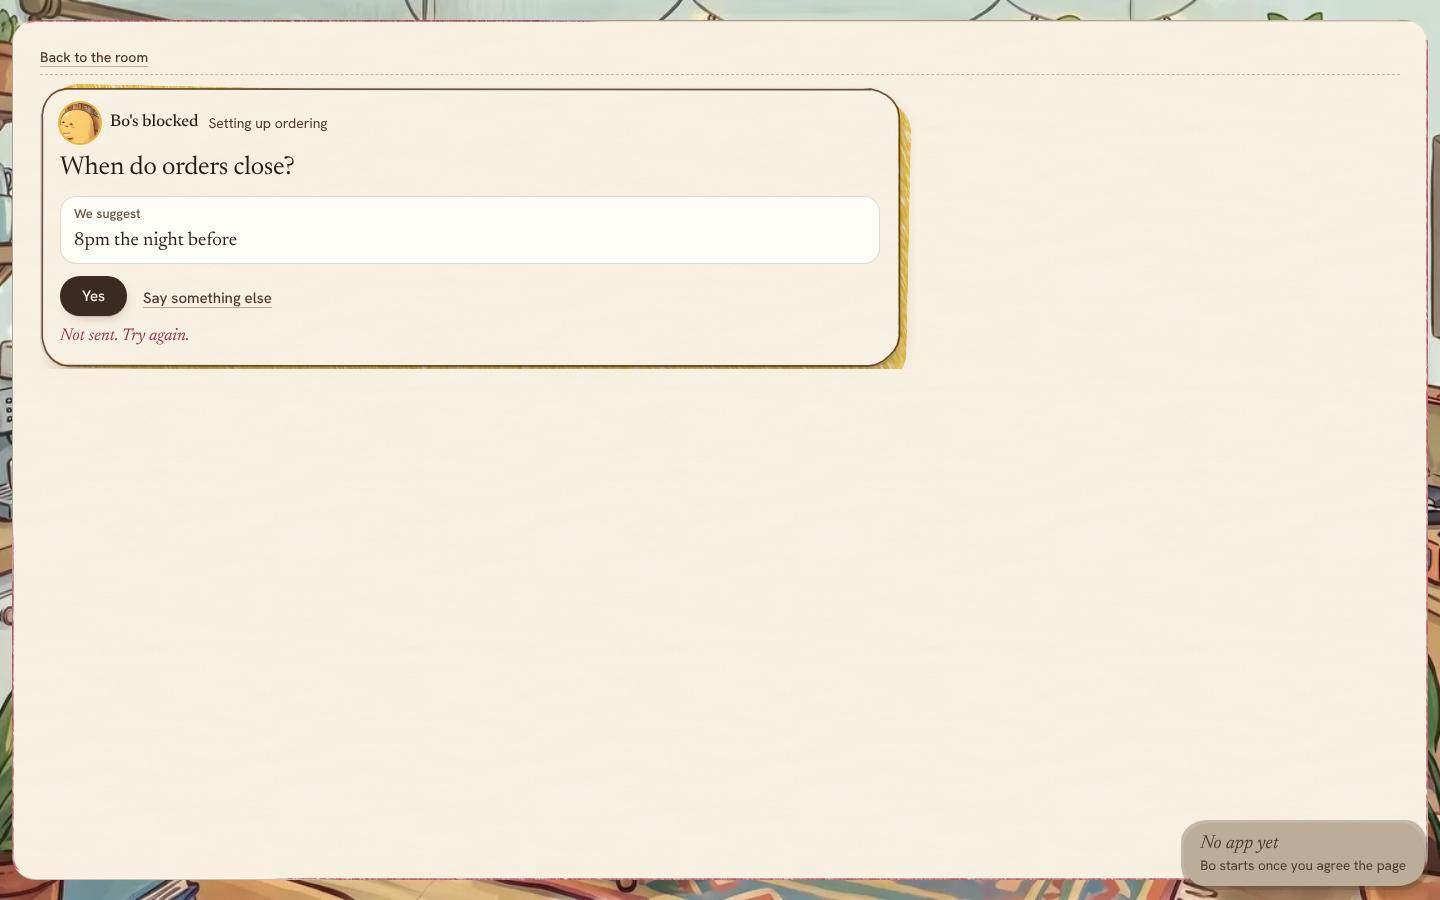 Back to the room
Bo's blocked Setting up ordering
When do orders close?
We suggest
8pm the night before
Yes Say something else
Not sent. Try again.
No app yet
Bo starts once you agree the page